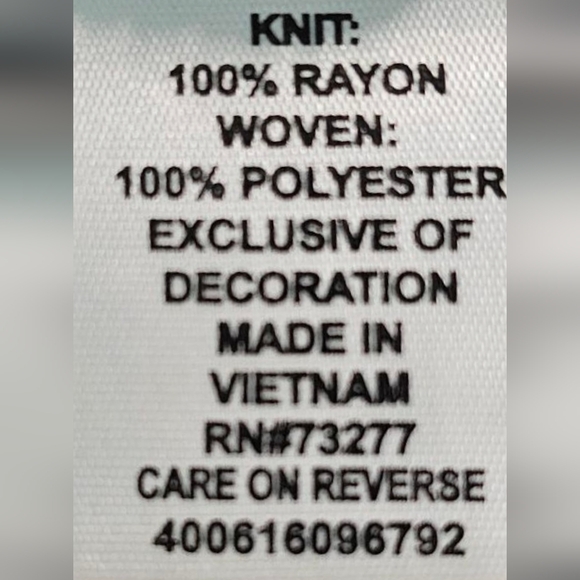 KNIT:
100% RAYON
WOVEN:
100% POLYESTER
EXCLUSIVE OF
DECORATION
MADE IN
VIETNAM
RN#73277
CARE ON REVERSE
400616096792